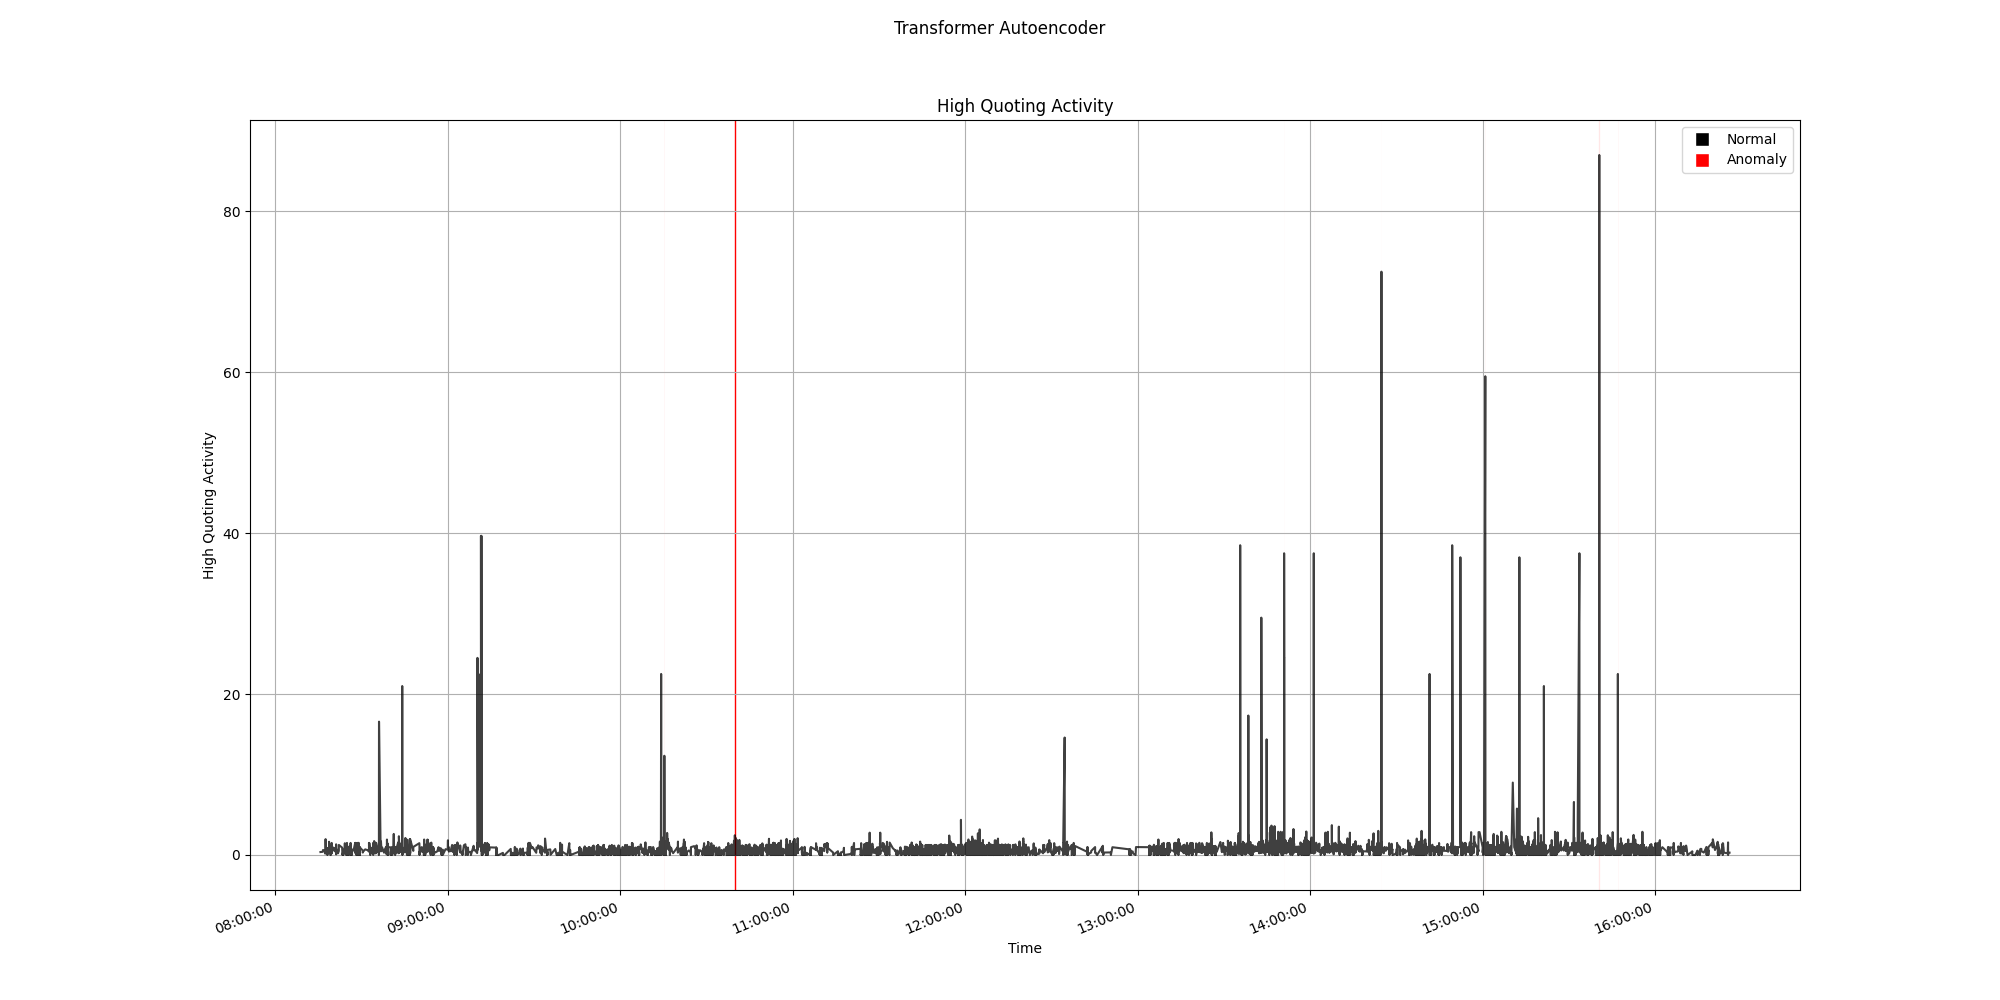 Transformer Autoencoder
High Quoting Activity
Normal
Anomaly
High Quoting Activity
80
60
40
20
0
08:00:00
09:00:00
10:00:00
11:00:00
12:00:00
13:00:00
14:00:00
15:00:00
16:00:00
Time